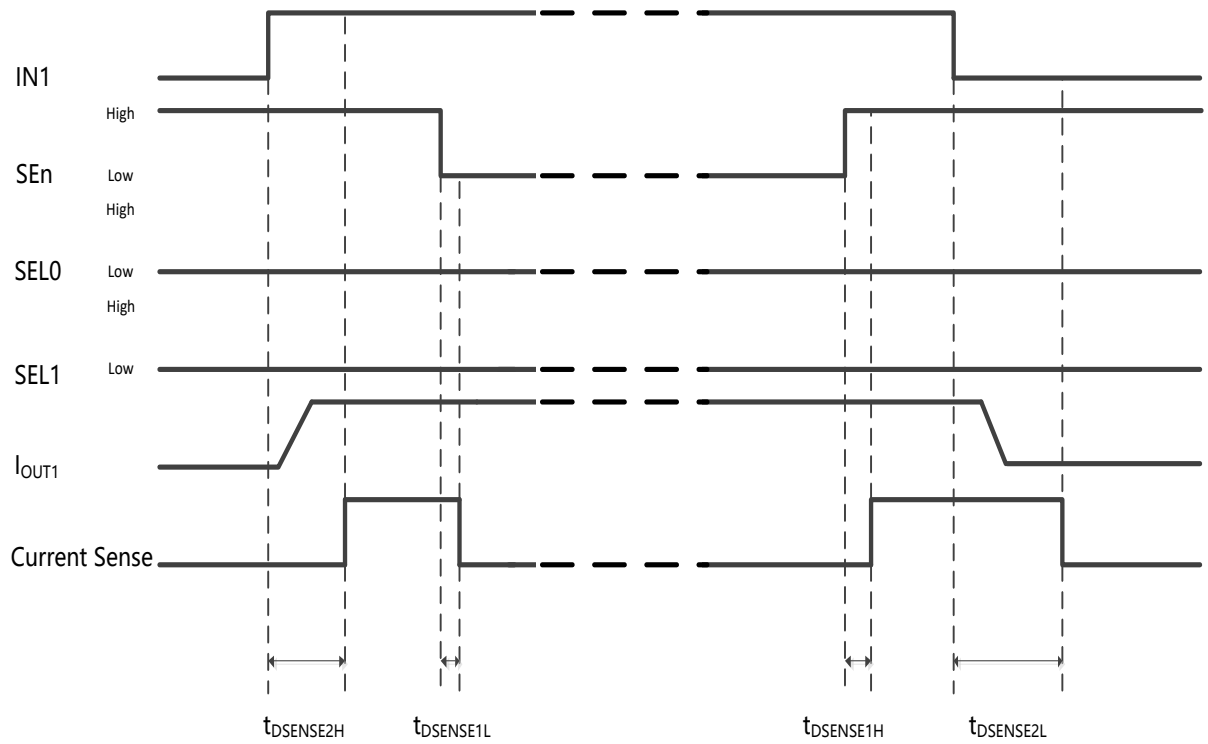 IN1
High
SEn
Low
High
SEL0
Low
High
SEL1
Low
IOUT1
Current Sense
tDSENSE2H
tDSENSE1L
tDSENSE1H
tDSENSE2L